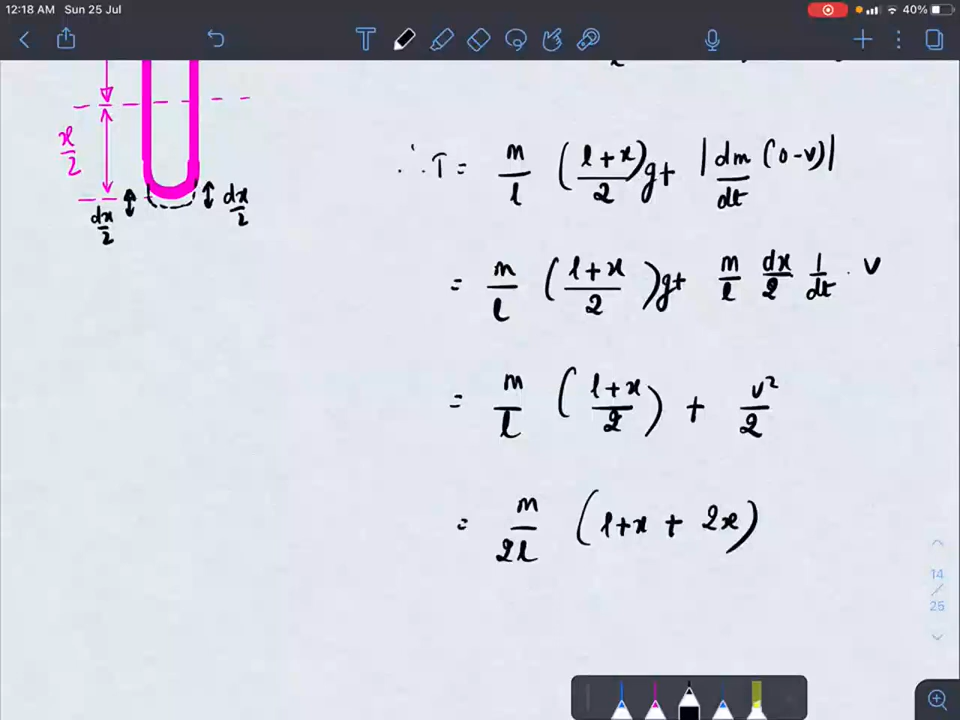 12:18 AM Sun 25 Jul
40%
T
x/2
dx/2
dx/2
∴ T = m/l ((l+x)/2)g + |dm/dt (0-v)|
= m/l ((l+x)/2)g + m/l dx/2 1/dt . v
= m/l ((l+x)/2) + v²/2
= m/2l (l+x + 2x)
14
/
25